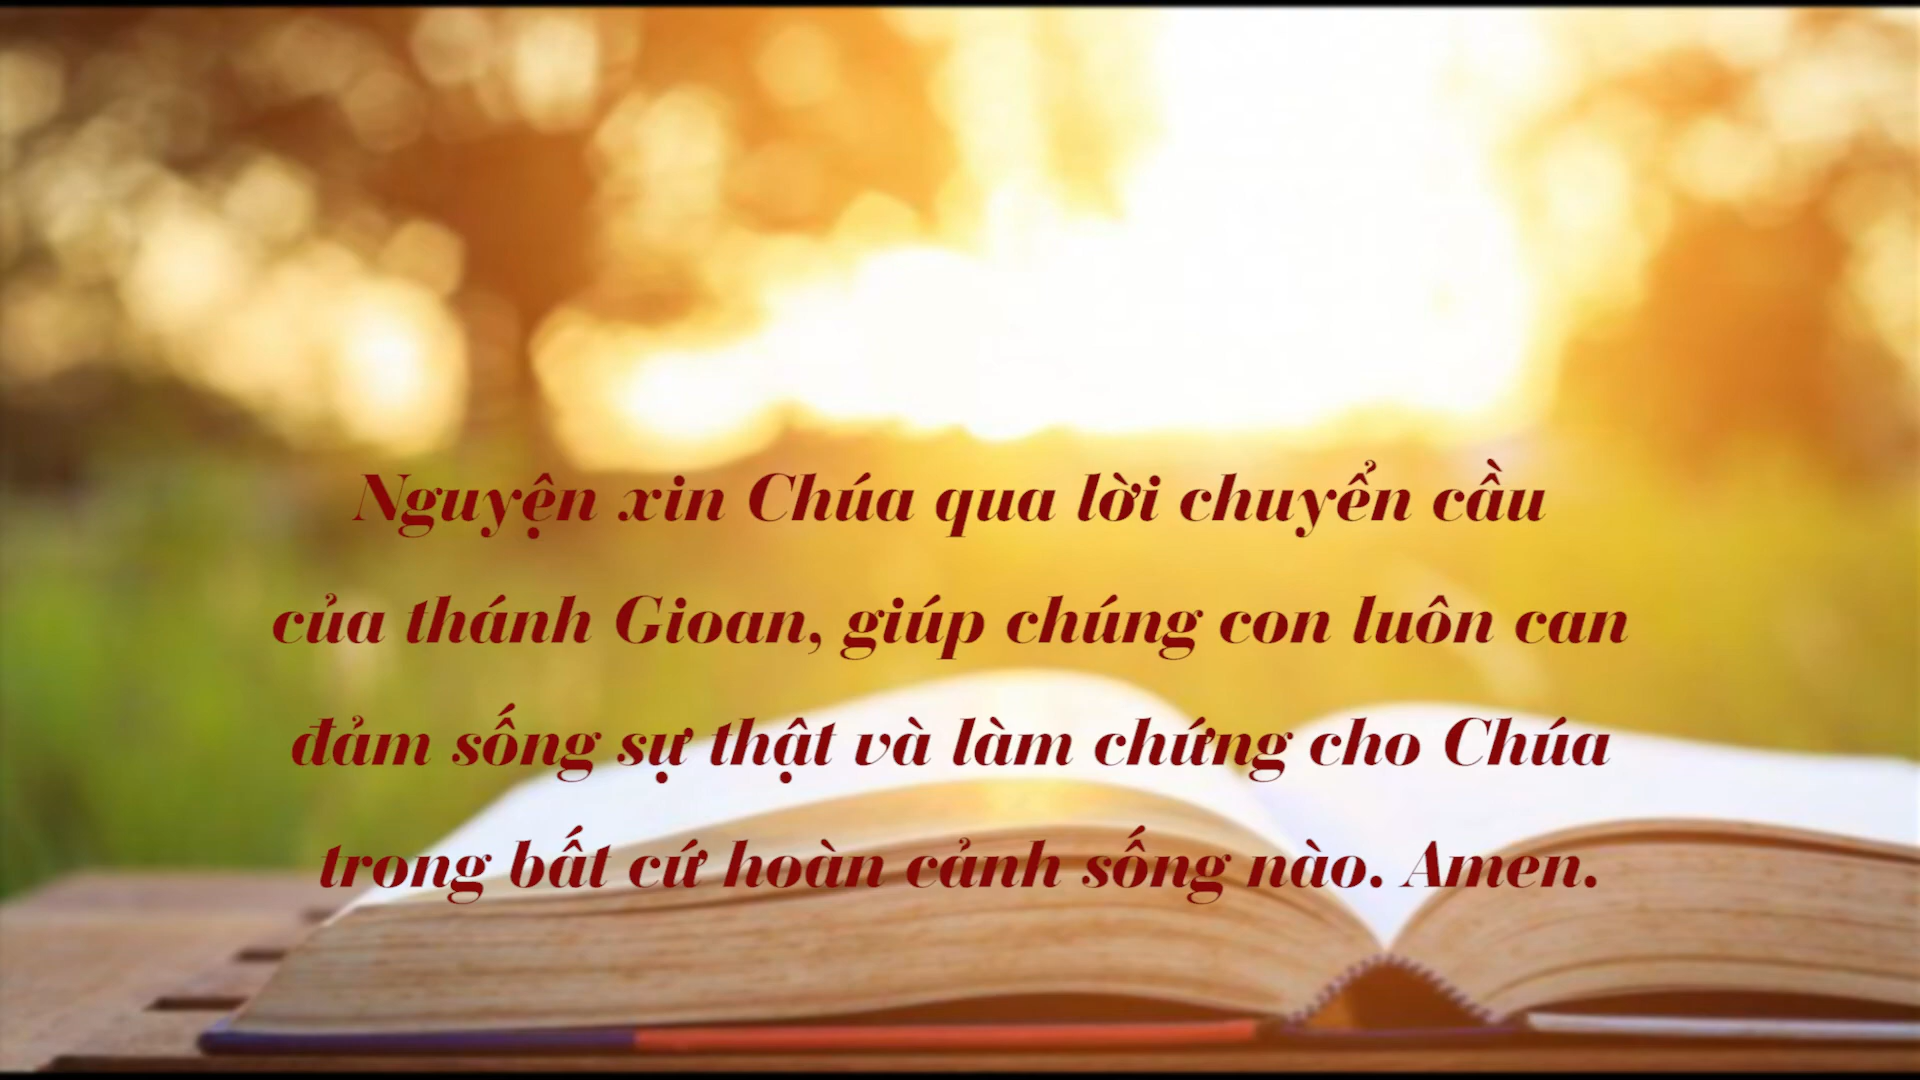 Nguyện xin Chúa qua lời chuyển cầu
của thánh Gioan, giúp chúng con luôn can
đảm sống sự thật và làm chứng cho Chúa
trong bất cứ hoàn cảnh sống nào. Amen.